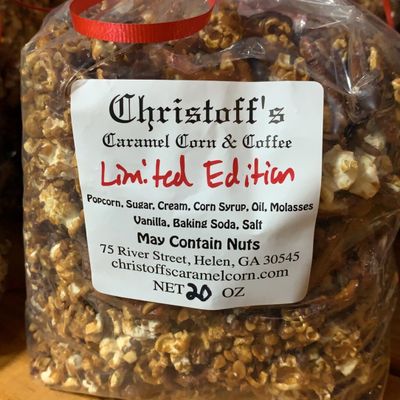 Christoff's
Caramel Corn & Coffee
Limited Edition
Popcorn, Sugar, Cream, Corn Syrup, Oil, Molasses
Vanilla, Baking Soda, Salt
May Contain Nuts
75 River Street, Helen, GA 30545
christoffscaramelcorn.com
NET 20 OZ